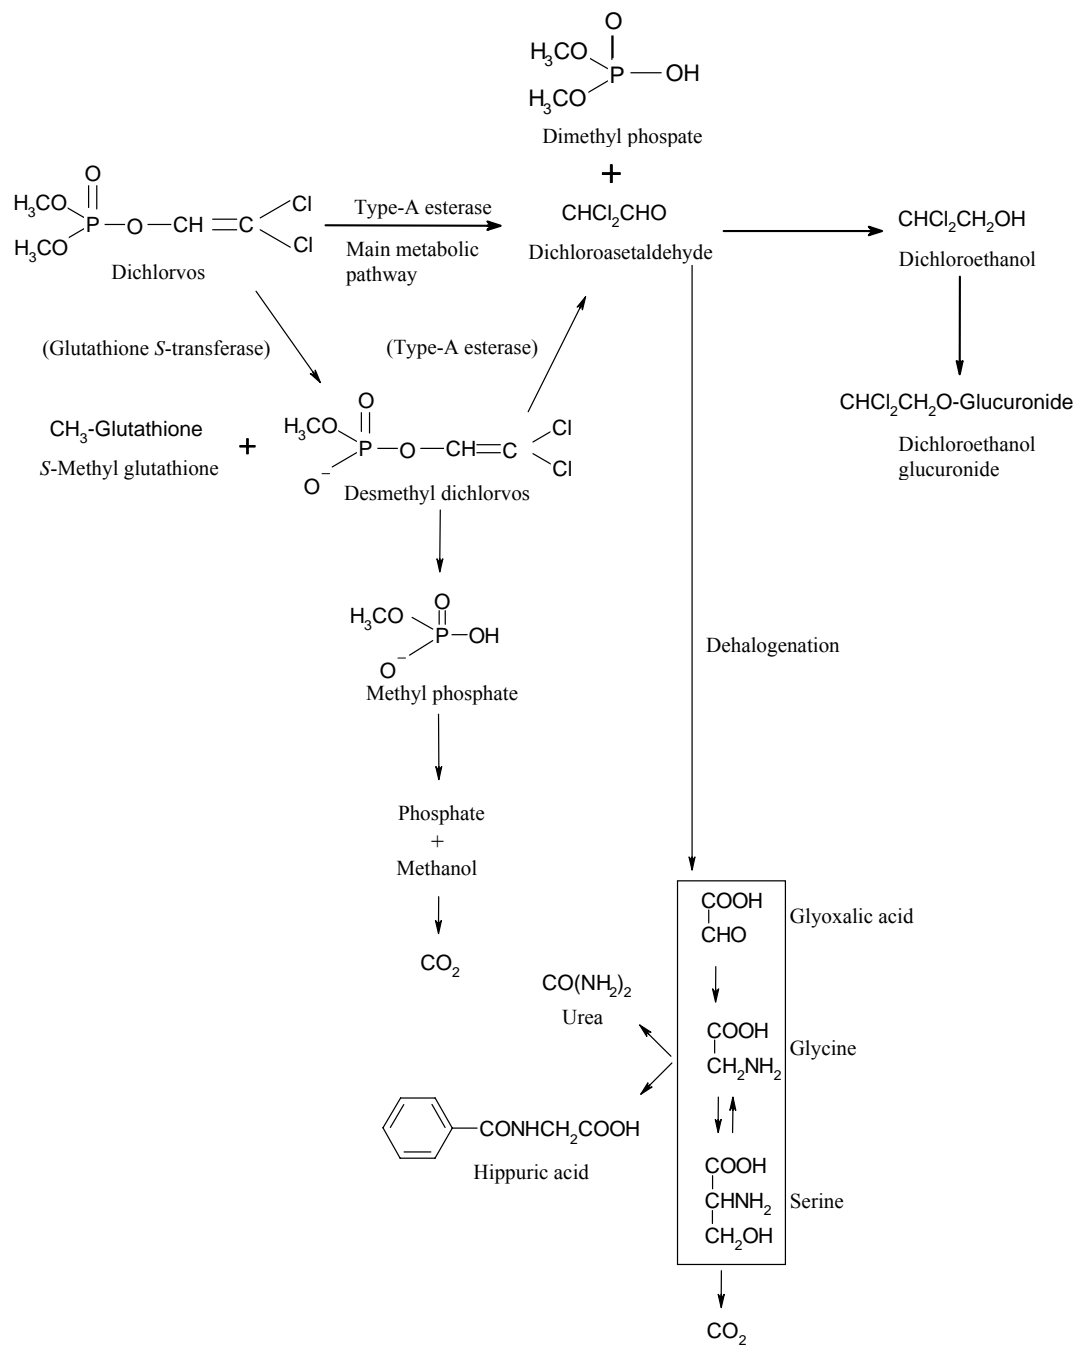 O
H₃CO
P
OH
H₃CO
Dimethyl phospate
+
O
H₃CO
P
O
CH
C
Cl
Cl
H₃CO
Dichlorvos
Type-A esterase
Main metabolic
pathway
CHCl₂CHO
Dichloroasetaldehyde
CHCl₂CH₂OH
Dichloroethanol
(Glutathione S-transferase)
(Type-A esterase)
CHCl₂CH₂O-Glucuronide
Dichloroethanol
glucuronide
CH₃-Glutathione
S-Methyl glutathione
+
O
H₃CO
P
O
CH
C
Cl
Cl
O⁻
Desmethyl dichlorvos
O
H₃CO
P
OH
O⁻
Methyl phosphate
Dehalogenation
Phosphate
+
Methanol
CO₂
COOH
CHO
Glyoxalic acid
CO(NH₂)₂
Urea
COOH
CH₂NH₂
Glycine
CONHCH₂COOH
Hippuric acid
COOH
CHNH₂
CH₂OH
Serine
CO₂